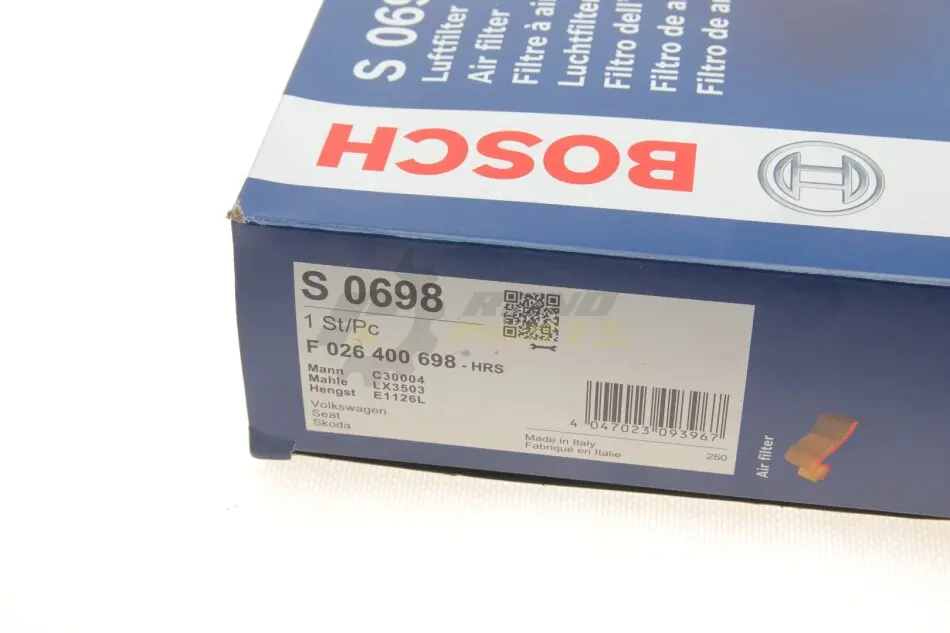 S 069
Luftfilter
Air filter
Filtre à ai
Luchtfilter
Filtro dell'
Filtro de a
Filtro de ar
BOSCH
S 0698
1 St/Pc
F 026 400 698 - HRS
Mann C30004
Mahle LX3503
Hengst E1126L
Volkswagen
Seat
Skoda
4 047023 093967
Made in Italy
Fabriqué en Italie
250
Air filter